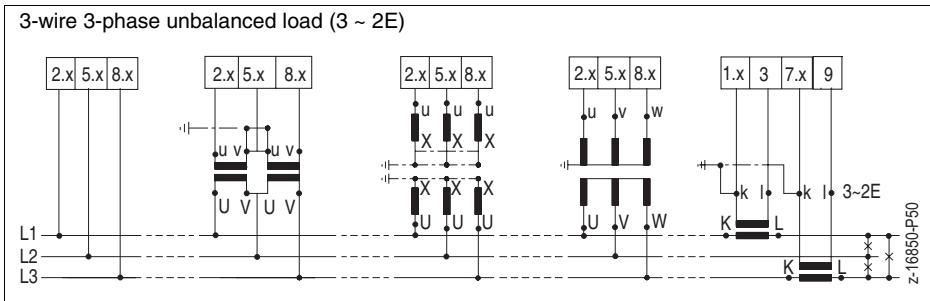 3-wire 3-phase unbalanced load (3 ~ 2E)
2.x 5.x 8.x
2.x 5.x 8.x
2.x 5.x 8.x
2.x 5.x 8.x
1.x 3 7.x 9
u v u v
U V U V
u u u
X X X
X X X
U U U
u v w
U V W
k l k l 3~2E
K L
K L
L1
L2
L3
z-16850-P50